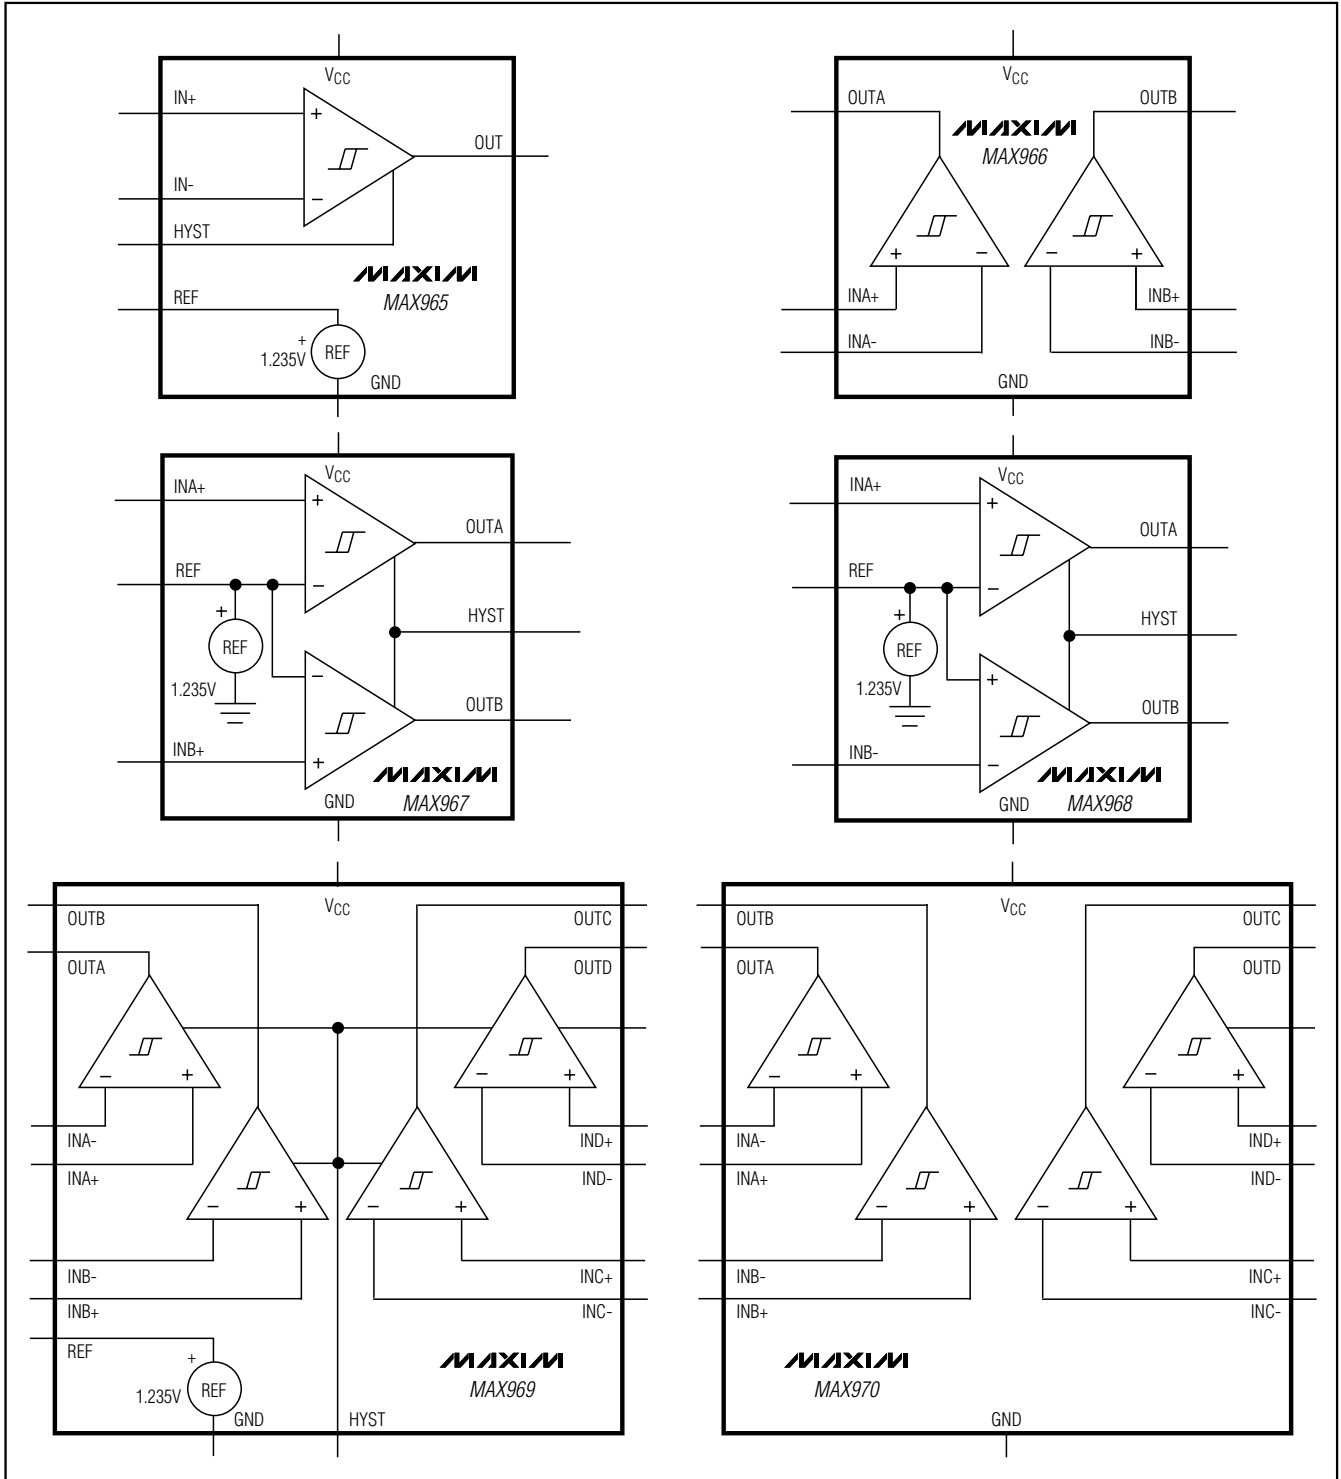 VCC
IN+
+
OUT
IN-
−
HYST
MAXIM
MAX965
REF
+
1.235V
REF
GND
VCC
OUTA
OUTB
MAXIM
MAX966
+
−
−
+
INA+
INB+
INA-
INB-
GND
VCC
INA+
+
OUTA
REF
−
+
REF
HYST
1.235V
−
OUTB
INB+
+
MAXIM
MAX967
GND
VCC
INA+
+
OUTA
REF
−
+
REF
HYST
1.235V
+
OUTB
INB-
−
MAXIM
MAX968
GND
VCC
OUTB
OUTC
OUTA
OUTD
−
+
−
+
INA-
IND+
INA+
IND-
−
+
−
+
INB-
INC+
INB+
INC-
REF
+
1.235V
REF
MAXIM
MAX969
GND
HYST
VCC
OUTB
OUTC
OUTA
OUTD
−
+
−
+
INA-
IND+
INA+
IND-
−
+
−
+
INB-
INC+
INB+
INC-
MAXIM
MAX970
GND